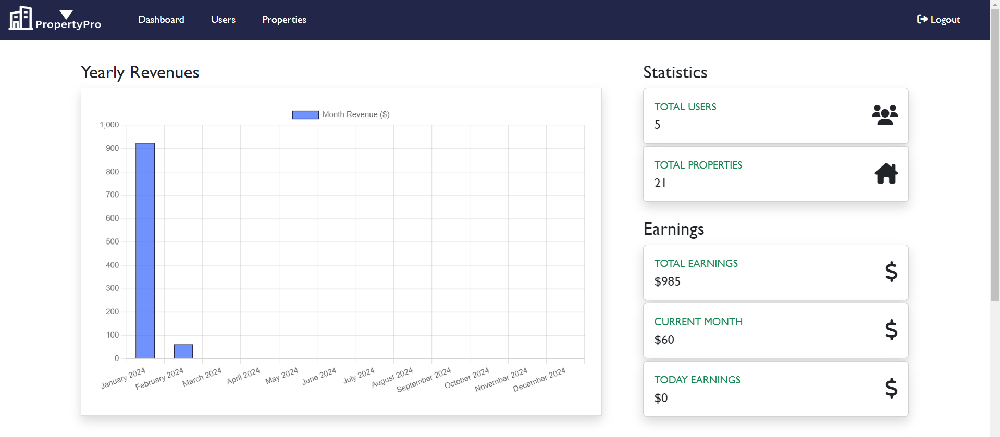 PropertyPro
Dashboard
Users
Properties
Logout
Yearly Revenues
Month Revenue ($)
1,000
900
800
700
600
500
400
300
200
100
0
January 2024
February 2024
March 2024
April 2024
May 2024
June 2024
July 2024
August 2024
September 2024
October 2024
November 2024
December 2024
Statistics
TOTAL USERS
5
TOTAL PROPERTIES
21
Earnings
TOTAL EARNINGS
$985
CURRENT MONTH
$60
TODAY EARNINGS
$0